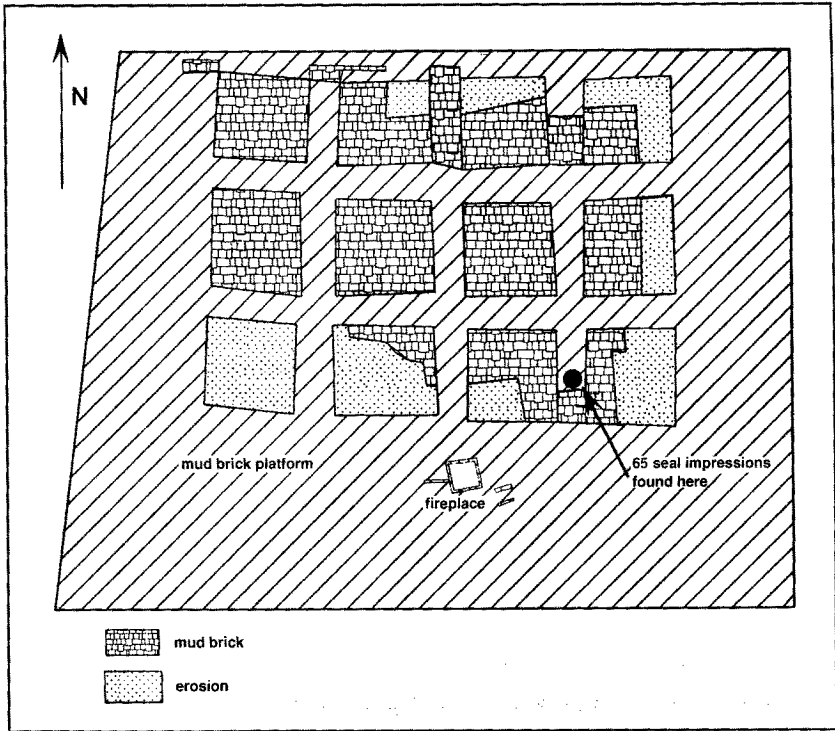 N
mud brick platform
fireplace
65 seal impressions
found here
mud brick
erosion